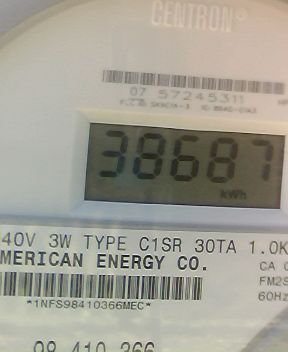 CENTRON®
07 57245311
38687
kWh
40V 3W TYPE C1SR 30TA 1.0K
MERICAN ENERGY CO.
CA 0
FM2S
*1NFS98410366MEC*
60Hz
98 410 366